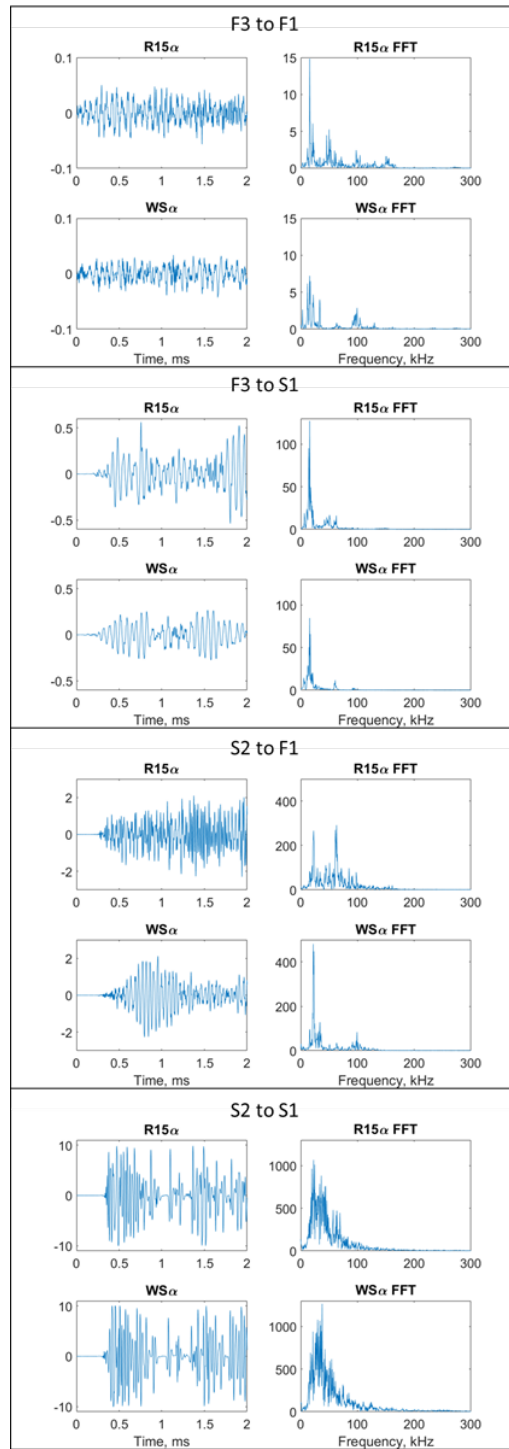 F3 to F1
R15α R15α FFT
0.1 15
10
0
5
-0.1 0
0 0.5 1 1.5 2 0 100 200 300
WSα WSα FFT
0.1 15
10
0
5
-0.1 0
0 0.5 1 1.5 2 0 100 200 300
Time, ms Frequency, kHz
F3 to S1
R15α R15α FFT
0.5
100
0
50
-0.5
0
0 0.5 1 1.5 2 0 100 200 300
WSα WSα FFT
0.5
100
0
50
-0.5
0
0 0.5 1 1.5 2 0 100 200 300
Time, ms Frequency, kHz
S2 to F1
R15α R15α FFT
2 400
0
200
-2
0
0 0.5 1 1.5 2 0 100 200 300
WSα WSα FFT
2 400
0
200
-2
0
0 0.5 1 1.5 2 0 100 200 300
Time, ms Frequency, kHz
S2 to S1
R15α R15α FFT
10
1000
0
500
-10 0
0 0.5 1 1.5 2 0 100 200 300
WSα WSα FFT
10
1000
0
500
-10 0
0 0.5 1 1.5 2 0 100 200 300
Time, ms Frequency, kHz